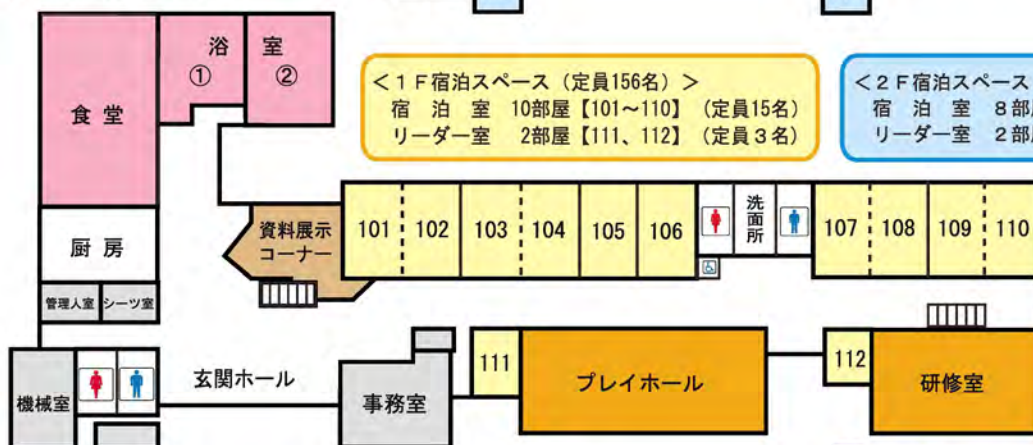 浴 室
① ②
食 堂
＜１Ｆ宿泊スペース（定員156名）＞
宿 泊 室 10部屋【101～110】（定員15名）
リーダー室 2部屋【111、112】（定員３名）
＜２Ｆ宿泊スペース
宿 泊 室 ８部
リーダー室 ２部
資料展示
コーナー
101 102 103 104 105 106
洗面所
107 108 109 110
厨 房
管理人室 シーツ室
機械室
玄関ホール
事務室
111
プレイホール
112
研修室